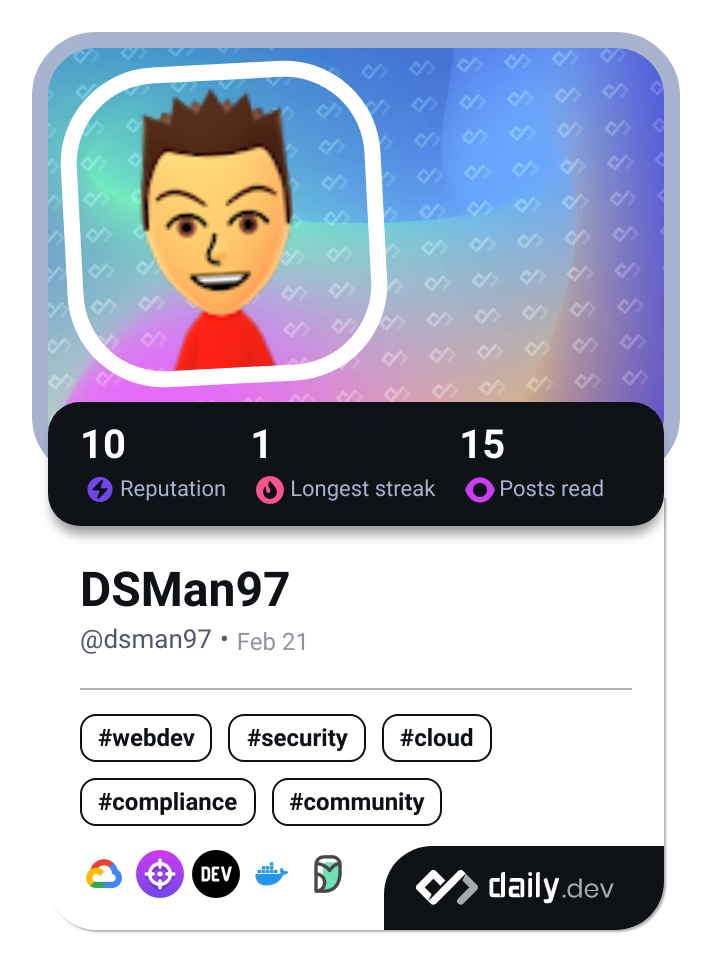 10 1 15
Reputation Longest streak Posts read
DSMan97
@dsman97 • Feb 21
#webdev #security #cloud
#compliance #community
DEV
daily.dev